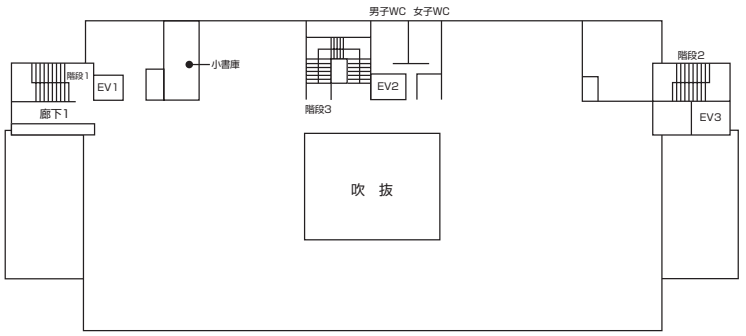 男子WC 女子WC
階段1
EV1
小書庫
階段3
EV2
階段2
EV3
廊下1
吹 抜